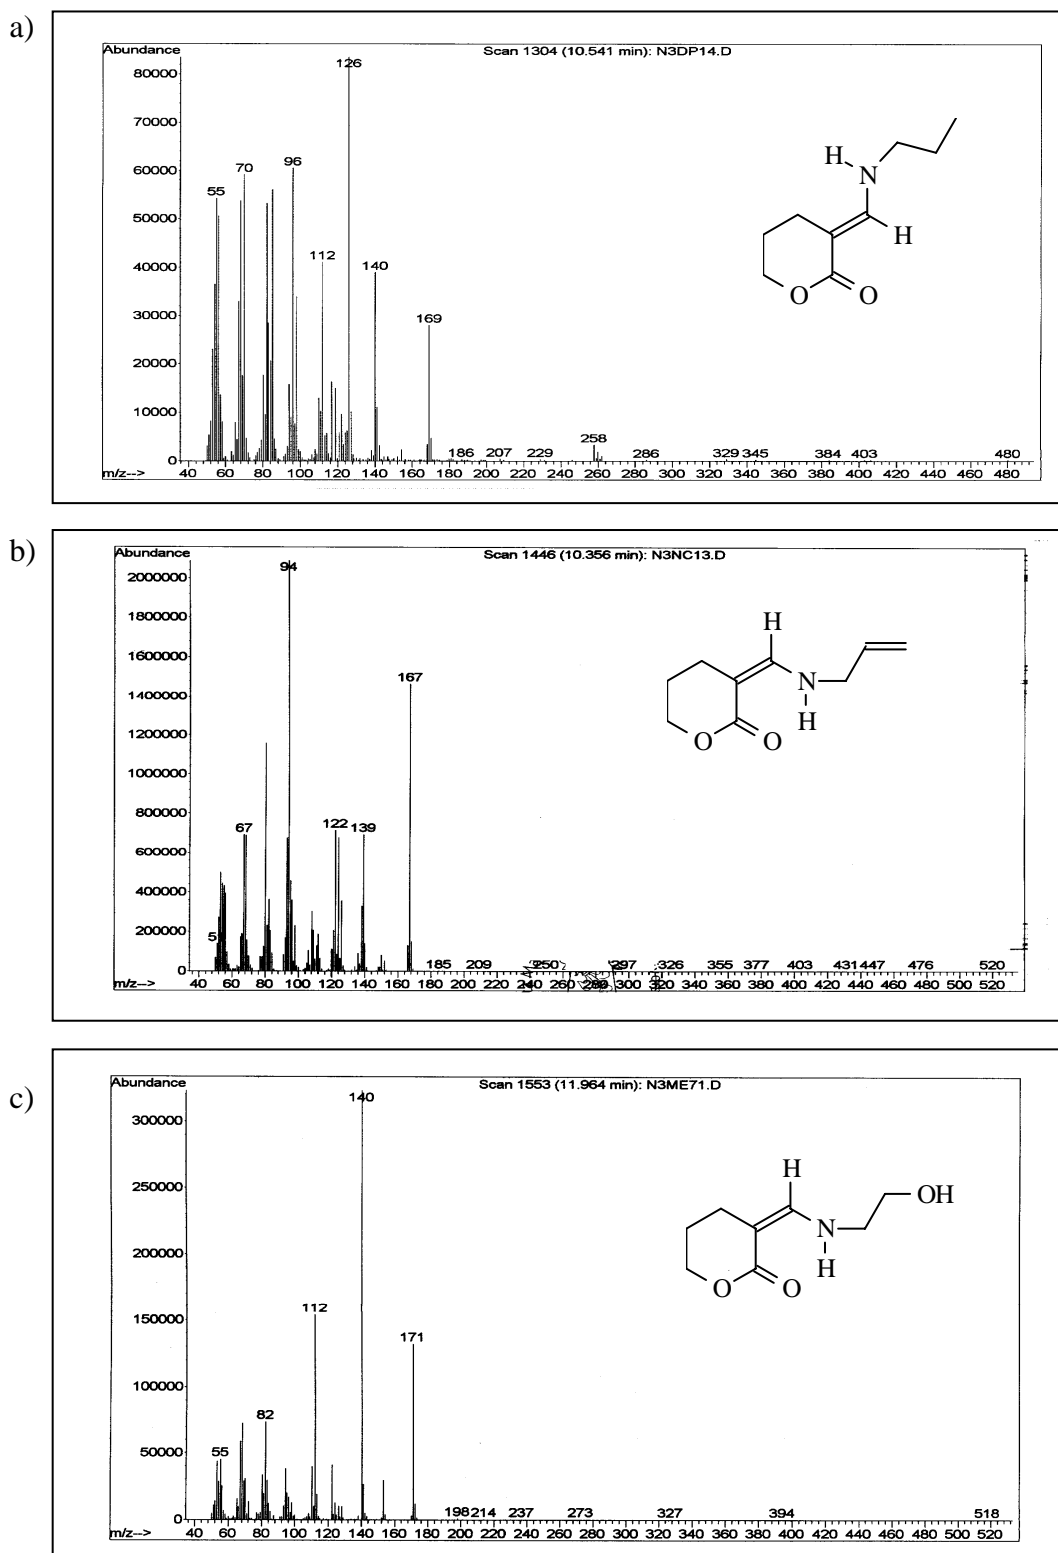 a)
Abundance
Scan 1304 (10.541 min): N3DP14.D
126
80000
70000
60000
50000
40000
30000
20000
10000
0
55
70
96
112
140
169
258
186 207 229 286 329 345 384 403 480
m/z-->
40 60 80 100 120 140 160 180 200 220 240 260 280 300 320 340 360 380 400 420 440 460 480
H
N
H
O
O
b)
Abundance
Scan 1446 (10.356 min): N3NC13.D
94
2000000
1800000
1600000
1400000
1200000
1000000
800000
600000
400000
200000
0
167
67
122 139
5
185 209 250 297 326 355 377 403 431 447 476 520
m/z-->
40 60 80 100 120 140 160 180 200 220 240 260 280 300 320 340 360 380 400 420 440 460 480 500 520
H
N
H
O
O
c)
Abundance
Scan 1553 (11.964 min): N3ME71.D
140
300000
250000
200000
150000
100000
50000
0
112
171
82
55
198 214 237 273 327 394 518
m/z-->
40 60 80 100 120 140 160 180 200 220 240 260 280 300 320 340 360 380 400 420 440 460 480 500 520
H
OH
N
H
O
O